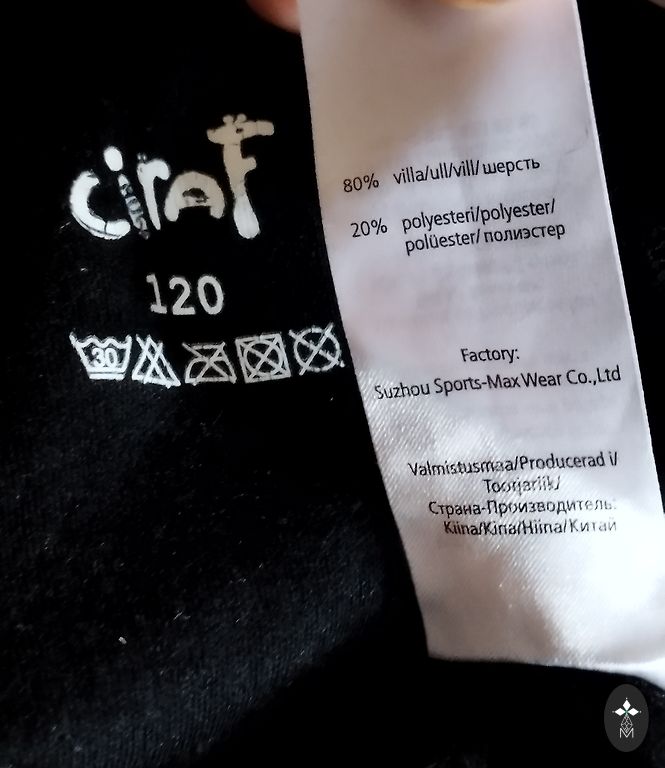 ciraf
120
30
80% villa/ull/vill/шерсть
20% polyesteri/polyester/
polüester/полиэстер
Factory:
Suzhou Sports-Max Wear Co.,Ltd
Valmistusmaa/Producerad i/
Tootjariik/
Страна-Производитель:
Kiina/Kina/Hiina/Китай